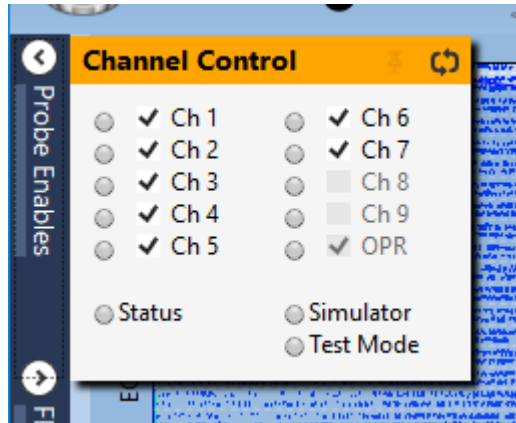 Channel Control
Probe Enables
Ch 1
Ch 2
Ch 3
Ch 4
Ch 5
Ch 6
Ch 7
Ch 8
Ch 9
OPR
Status
Simulator
Test Mode